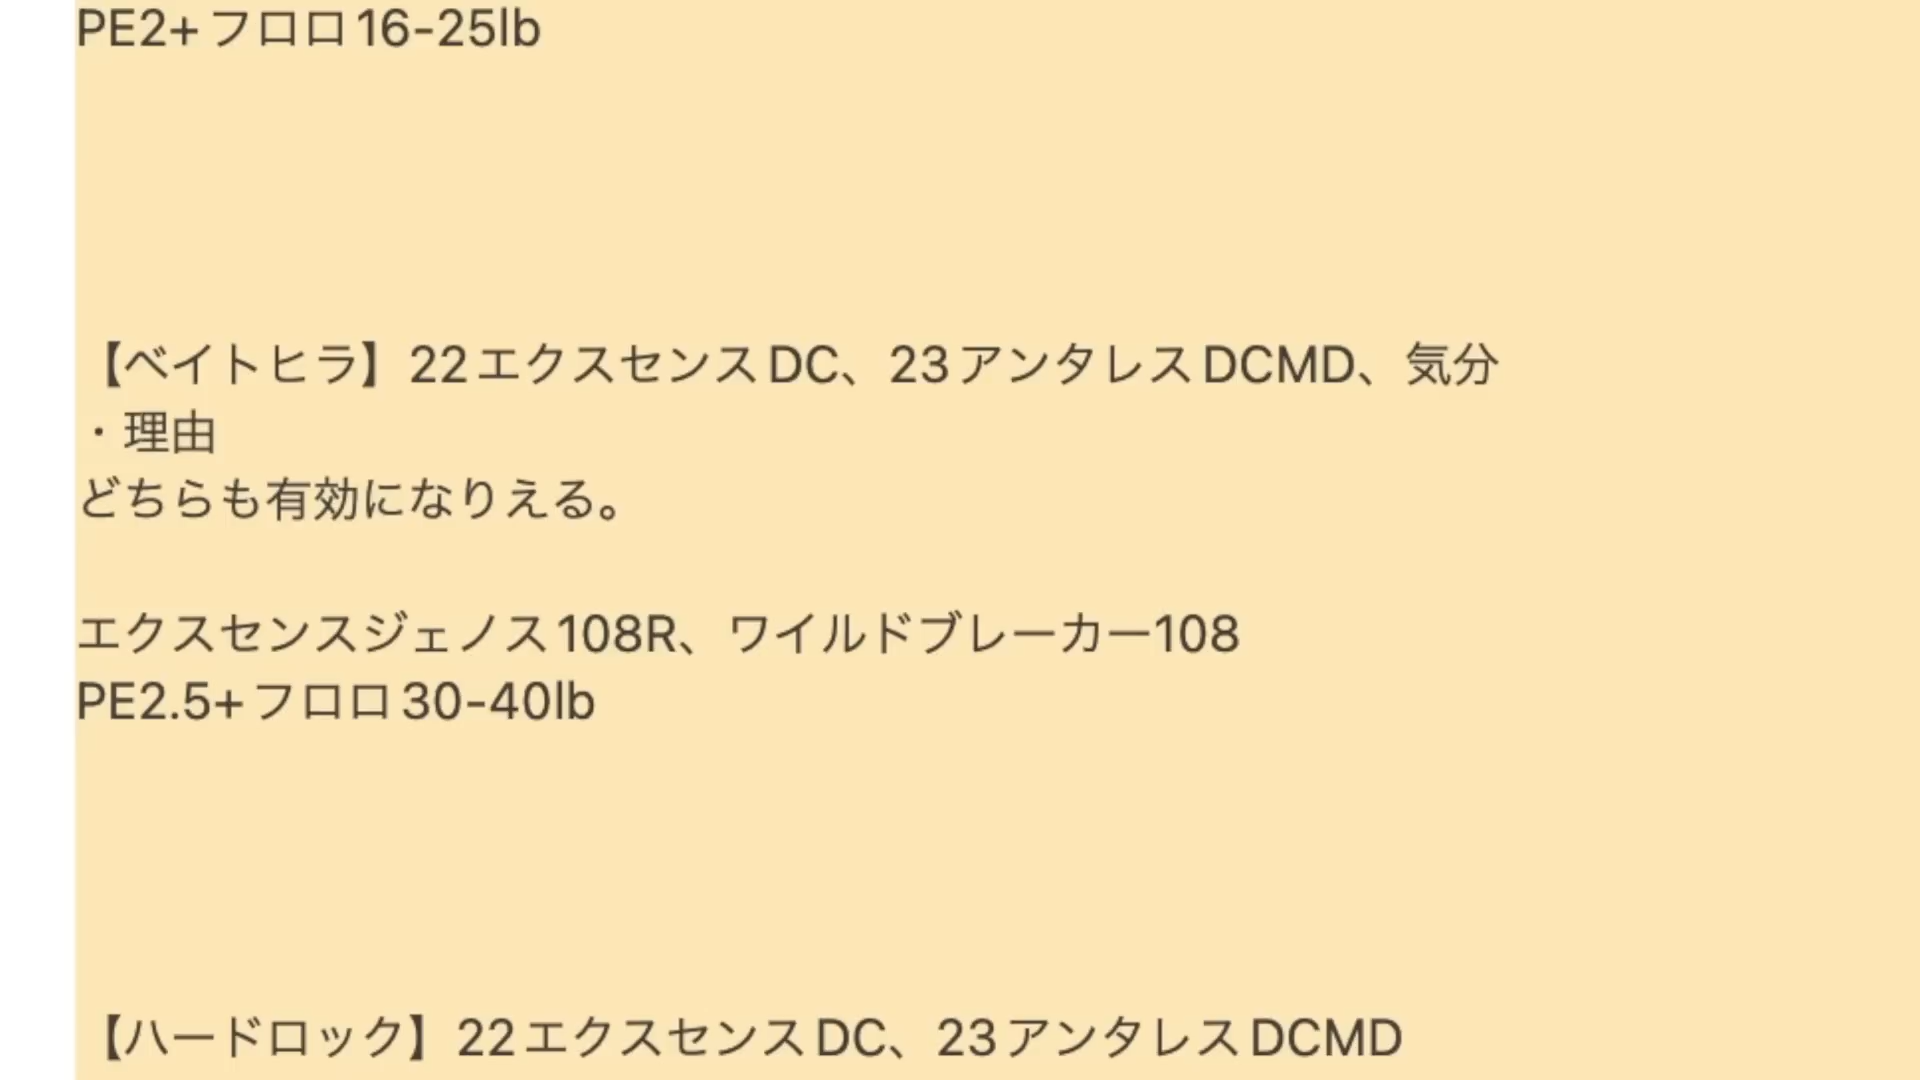 PE2+フロロ16-25lb
【ベイトヒラ】22エクスセンスDC、23アンタレスDCMD、気分
・理由
どちらも有効になりえる。
エクスセンスジェノス108R、ワイルドブレーカー108
PE2.5+フロロ30-40lb
【ハードロック】22エクスセンスDC、23アンタレスDCMD